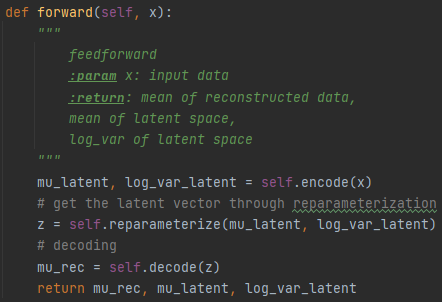 def forward(self, x):
    """
        feedforward
        :param x: input data
        :return: mean of reconstructed data,
        mean of latent space,
        log_var of latent space
    """
    mu_latent, log_var_latent = self.encode(x)
    # get the latent vector through reparameterization
    z = self.reparameterize(mu_latent, log_var_latent)
    # decoding
    mu_rec = self.decode(z)
    return mu_rec, mu_latent, log_var_latent